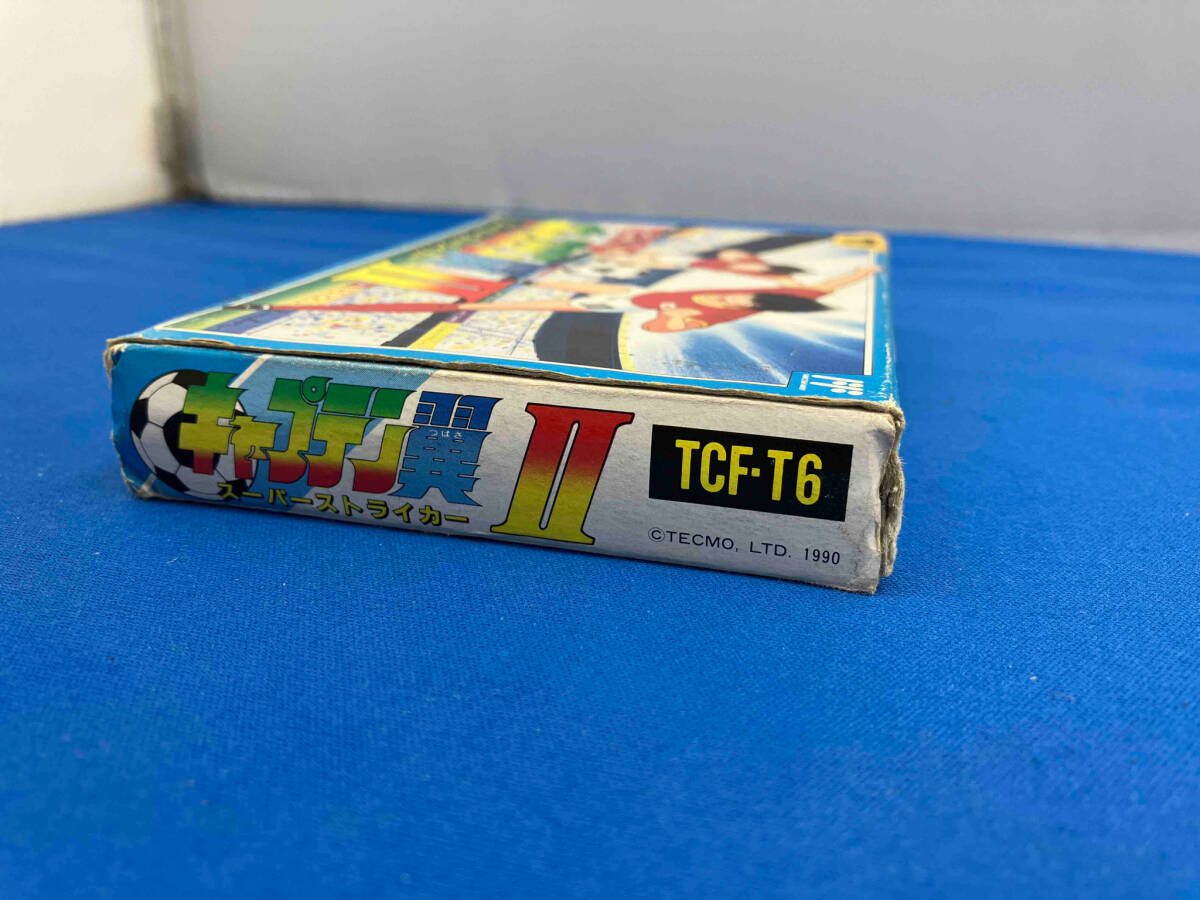 キャプテン翼 II
つばさ
スーパーストライカー
TCF-T6
©TECMO, LTD. 1990